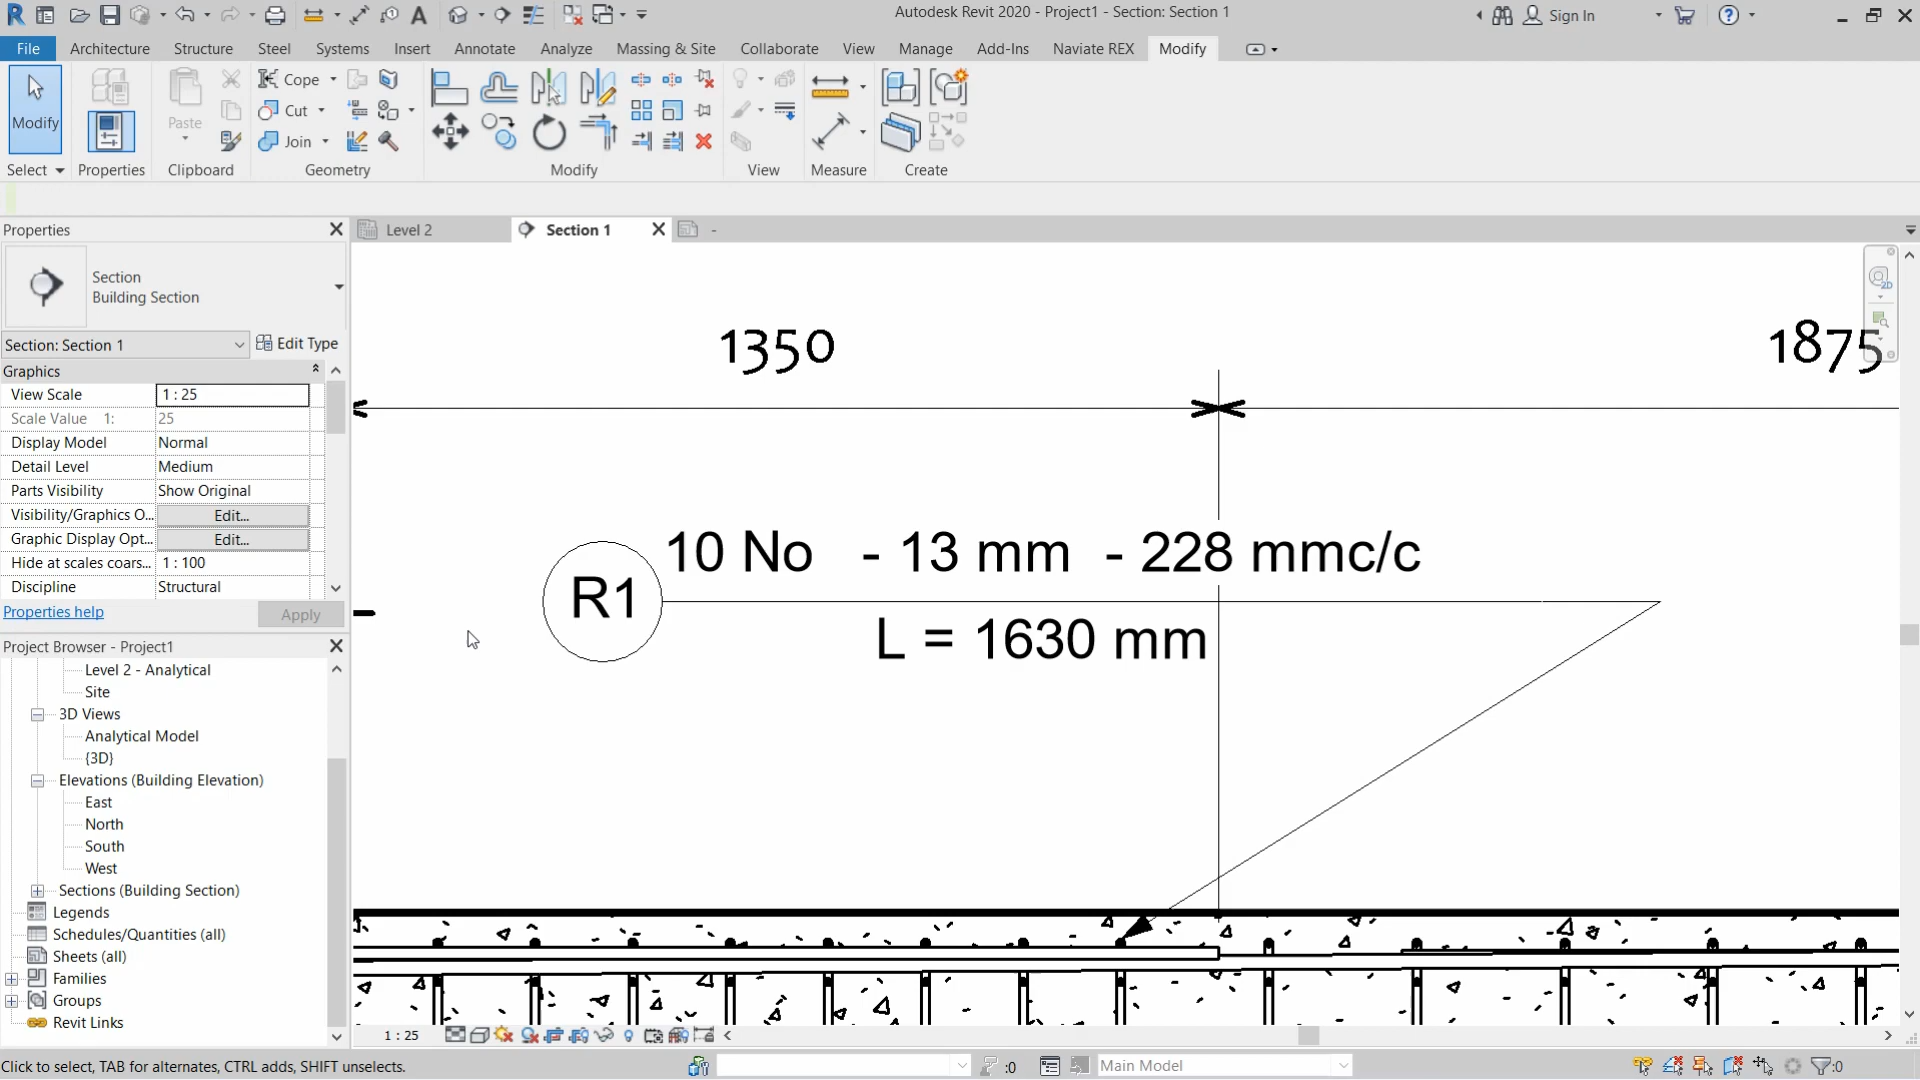 Autodesk Revit 2020 - Project1 - Section: Section 1
Sign In
File Architecture Structure Steel Systems Insert Annotate Analyze Massing & Site Collaborate View Manage Add-Ins Naviate REX Modify
Modify
Paste
Cope
Cut
Join
Select Properties Clipboard Geometry Modify View Measure Create
Properties
Section
Building Section
Section: Section 1
Edit Type
Graphics
View Scale 1 : 25
Scale Value 1: 25
Display Model Normal
Detail Level Medium
Parts Visibility Show Original
Visibility/Graphics O... Edit...
Graphic Display Opt... Edit...
Hide at scales coars... 1 : 100
Discipline Structural
Properties help
Apply
Project Browser - Project1
Level 2 - Analytical
Site
3D Views
Analytical Model
{3D}
Elevations (Building Elevation)
East
North
South
West
Sections (Building Section)
Legends
Schedules/Quantities (all)
Sheets (all)
Families
Groups
Revit Links
Level 2
Section 1
-
1350
1875
2D
10 No - 13 mm - 228 mmc/c
R1
L = 1630 mm
1 : 25
Click to select, TAB for alternates, CTRL adds, SHIFT unselects.
:0
Main Model
:0